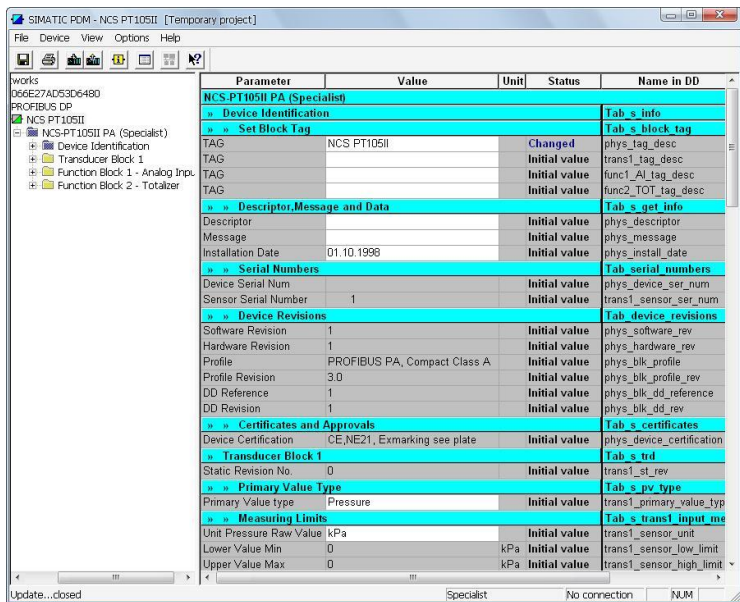 SIMATIC PDM - NCS PT105II [Temporary project]
File Device View Options Help
tworks
066E27AD53D6480
PROFIBUS DP
NCS PT105II
NCS-PT105II PA (Specialist)
Device Identification
Transducer Block 1
Function Block 1 - Analog Inpu
Function Block 2 - Totalizer
Parameter Value Unit Status Name in DD
NCS-PT105II PA (Specialist)
» Device Identification Tab_s_info
» » Set Block Tag Tab_s_block_tag
TAG NCS PT105II Changed phys_tag_desc
TAG Initial value trans1_tag_desc
TAG Initial value func1_AI_tag_desc
TAG Initial value func2_TOT_tag_desc
» » Descriptor,Message and Data Tab_s_get_info
Descriptor Initial value phys_descriptor
Message Initial value phys_message
Installation Date 01.10.1998 Initial value phys_install_date
» » Serial Numbers Tab_serial_numbers
Device Serial Num Initial value phys_device_ser_num
Sensor Serial Number 1 Initial value trans1_sensor_ser_num
» » Device Revisions Tab_device_revisions
Software Revision 1 Initial value phys_software_rev
Hardware Revision 1 Initial value phys_hardware_rev
Profile PROFIBUS PA, Compact Class A Initial value phys_blk_profile
Profile Revision 3.0 Initial value phys_blk_profile_rev
DD Reference 1 Initial value phys_blk_dd_reference
DD Revision 1 Initial value phys_blk_dd_rev
» » Certificates and Approvals Tab_s_certificates
Device Certification CE,NE21, Exmarking see plate Initial value phys_device_certification
» Transducer Block 1 Tab_s_trd
Static Revision No. 0 Initial value trans1_st_rev
» » Primary Value Type Tab_s_pv_type
Primary Value type Pressure Initial value trans1_primary_value_typ
» » Measuring Limits Tab_s_trans1_input_me
Unit Pressure Raw Value kPa Initial value trans1_sensor_unit
Lower Value Min 0 kPa Initial value trans1_sensor_low_limit
Upper Value Max 0 kPa Initial value trans1_sensor_high_limit
Update...closed Specialist No connection NUM